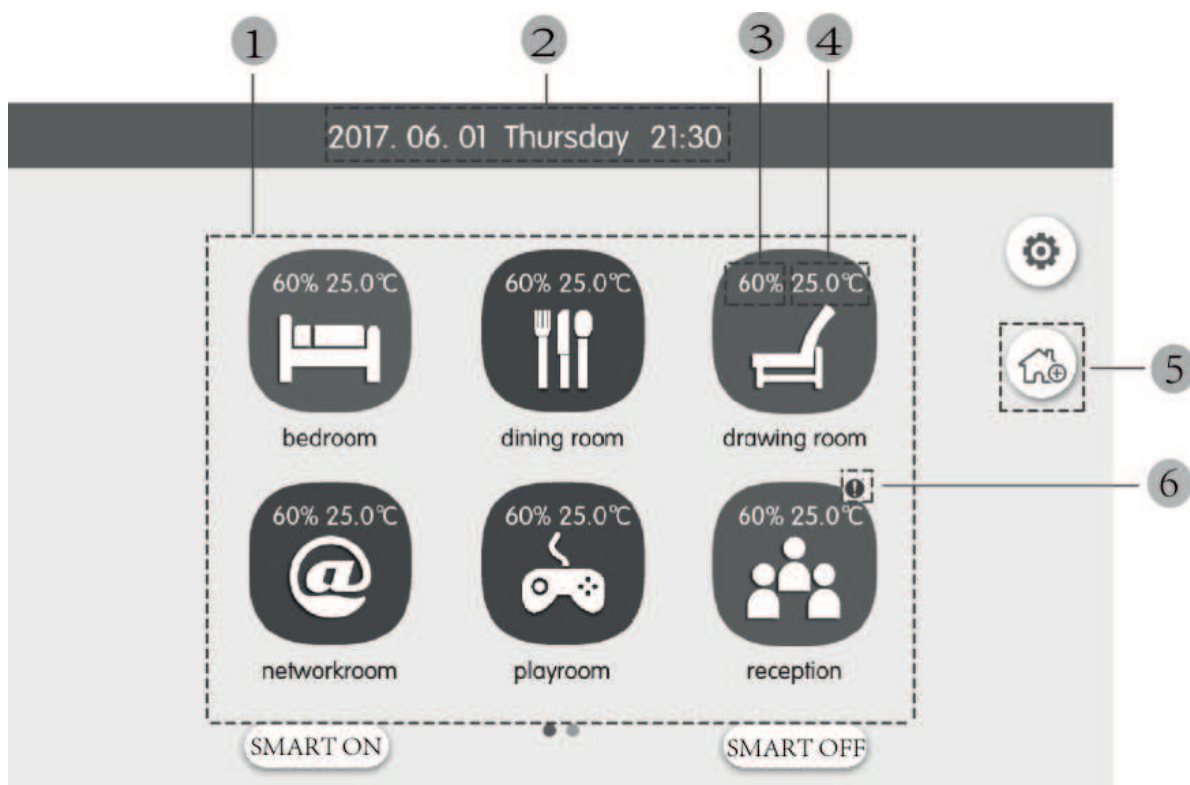 1 2 3 4
2017. 06. 01 Thursday 21:30
60% 25.0℃ 60% 25.0℃ 60% 25.0℃
5
bedroom dining room drawing room
6
60% 25.0℃ 60% 25.0℃ 60% 25.0℃
@
networkroom playroom reception
SMART ON SMART OFF